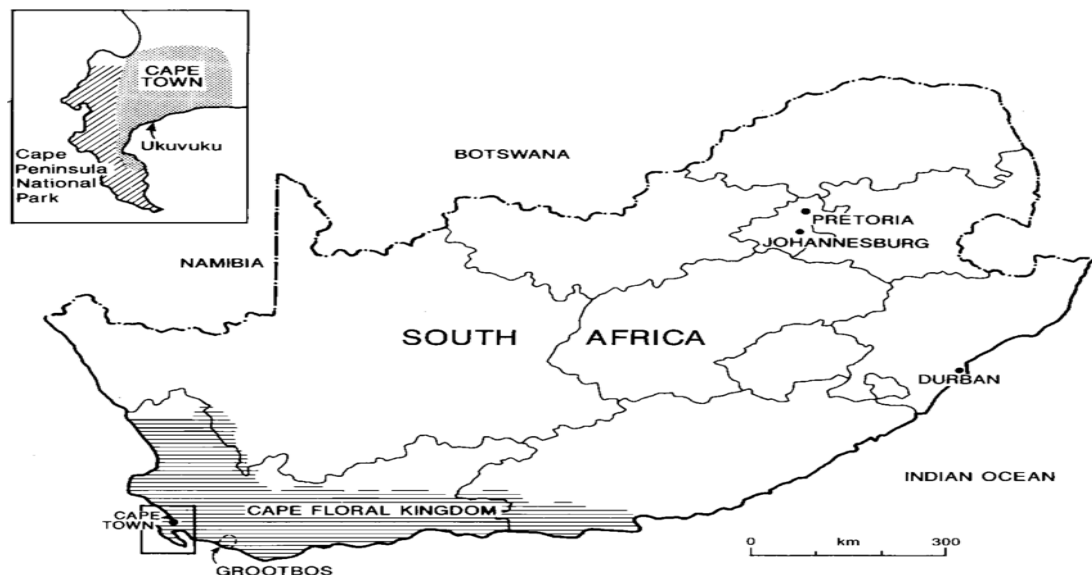 CAPE
TOWN
Ukuvuku
Cape
Peninsula
National
Park
BOTSWANA
PRETORIA
JOHANNESBURG
NAMIBIA
SOUTH AFRICA
DURBAN
INDIAN OCEAN
CAPE FLORAL KINGDOM
CAPE
TOWN
GROOTBOS
0 km 300